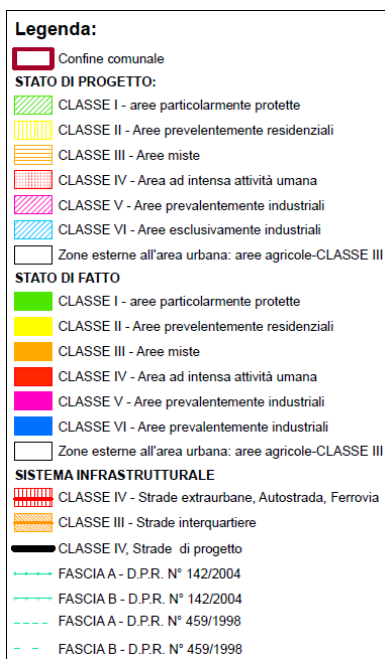 Legenda:
Confine comunale
STATO DI PROGETTO:
CLASSE I - aree particolarmente protette
CLASSE II - Aree prevelentemente residenziali
CLASSE III - Aree miste
CLASSE IV - Area ad intensa attività umana
CLASSE V - Aree prevalentemente industriali
CLASSE VI - Aree esclusivamente industriali
Zone esterne all'area urbana: aree agricole-CLASSE III
STATO DI FATTO
CLASSE I - aree particolarmente protette
CLASSE II - Aree prevelentemente residenziali
CLASSE III - Aree miste
CLASSE IV - Area ad intensa attività umana
CLASSE V - Aree prevalentemente industriali
CLASSE VI - Aree prevalentemente industriali
Zone esterne all'area urbana: aree agricole-CLASSE III
SISTEMA INFRASTRUTTURALE
CLASSE IV - Strade extraurbane, Autostrada, Ferrovia
CLASSE III - Strade interquartiere
CLASSE IV, Strade di progetto
FASCIA A - D.P.R. N° 142/2004
FASCIA B - D.P.R. N° 142/2004
FASCIA A - D.P.R. N° 459/1998
FASCIA B - D.P.R. N° 459/1998